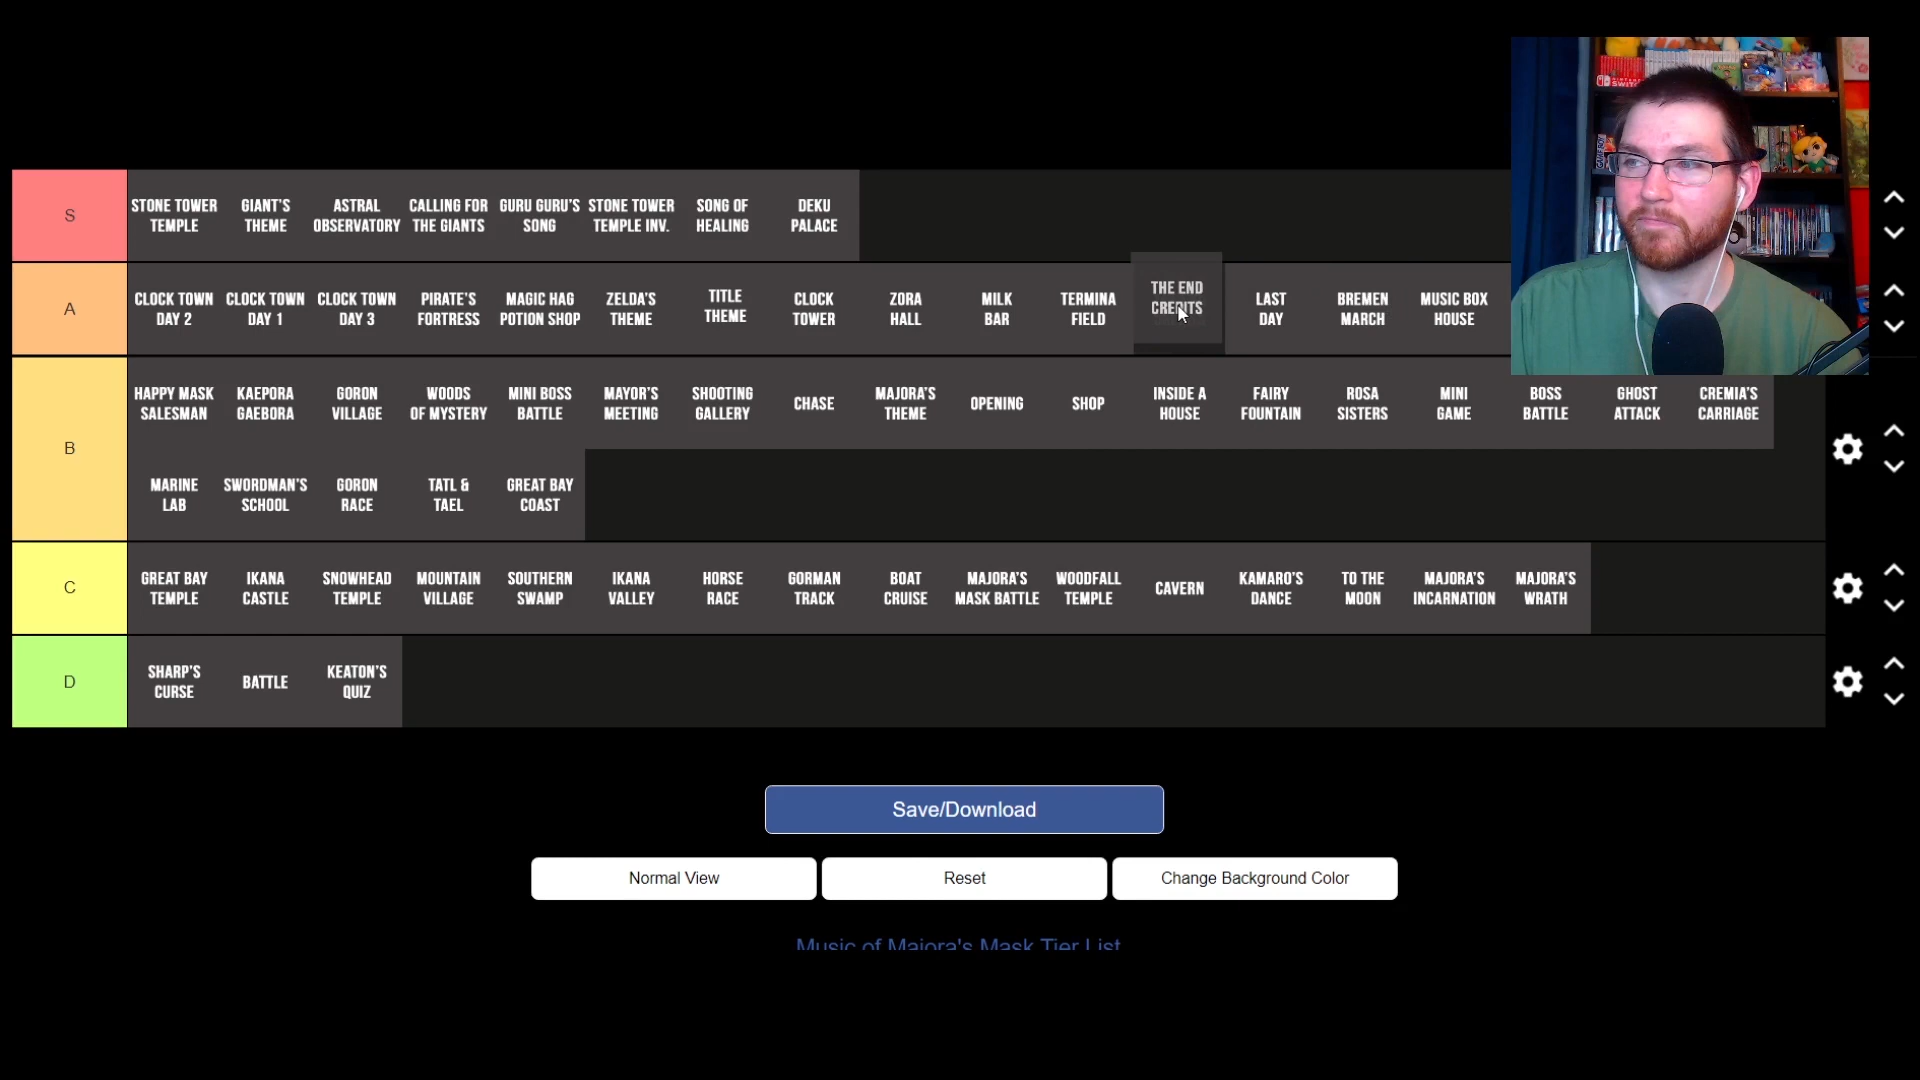 S
STONE TOWER
TEMPLE
GIANT'S
THEME
ASTRAL
OBSERVATORY
CALLING FOR
THE GIANTS
GURU GURU'S
SONG
STONE TOWER
TEMPLE INV.
SONG OF
HEALING
DEKU
PALACE
A
CLOCK TOWN
DAY 2
CLOCK TOWN
DAY 1
CLOCK TOWN
DAY 3
PIRATE'S
FORTRESS
MAGIC HAG
POTION SHOP
ZELDA'S
THEME
TITLE
THEME
CLOCK
TOWER
ZORA
HALL
MILK
BAR
TERMINA
FIELD
THE END
CREDITS
LAST
DAY
BREMEN
MARCH
MUSIC BOX
HOUSE
B
HAPPY MASK
SALESMAN
KAEPORA
GAEBORA
GORON
VILLAGE
WOODS
OF MYSTERY
MINI BOSS
BATTLE
MAYOR'S
MEETING
SHOOTING
GALLERY
CHASE
MAJORA'S
THEME
OPENING
SHOP
INSIDE A
HOUSE
FAIRY
FOUNTAIN
ROSA
SISTERS
MINI
GAME
BOSS
BATTLE
GHOST
ATTACK
CREMIA'S
CARRIAGE
MARINE
LAB
SWORDMAN'S
SCHOOL
GORON
RACE
TATL &
TAEL
GREAT BAY
COAST
C
GREAT BAY
TEMPLE
IKANA
CASTLE
SNOWHEAD
TEMPLE
MOUNTAIN
VILLAGE
SOUTHERN
SWAMP
IKANA
VALLEY
HORSE
RACE
GORMAN
TRACK
BOAT
CRUISE
MAJORA'S
MASK BATTLE
WOODFALL
TEMPLE
CAVERN
KAMARO'S
DANCE
TO THE
MOON
MAJORA'S
INCARNATION
MAJORA'S
WRATH
D
SHARP'S
CURSE
BATTLE
KEATON'S
QUIZ
Save/Download
Normal View
Reset
Change Background Color
Music of Majora's Mask Tier List